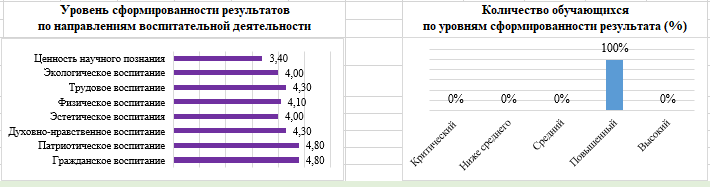 Уровень сформированности результатов
по направлениям воспитательной деятельности
Ценность научного познания 3,40
Экологическое воспитание 4,00
Трудовое воспитание 4,30
Физическое воспитание 4,10
Эстетическое воспитание 4,00
Духовно-нравственное воспитание 4,30
Патриотическое воспитание 4,80
Гражданское воспитание 4,80
Количество обучающихся
по уровням сформированности результата (%)
0% 0% 0% 100% 0%
Критический Ниже среднего Средний Повышенный Высокий